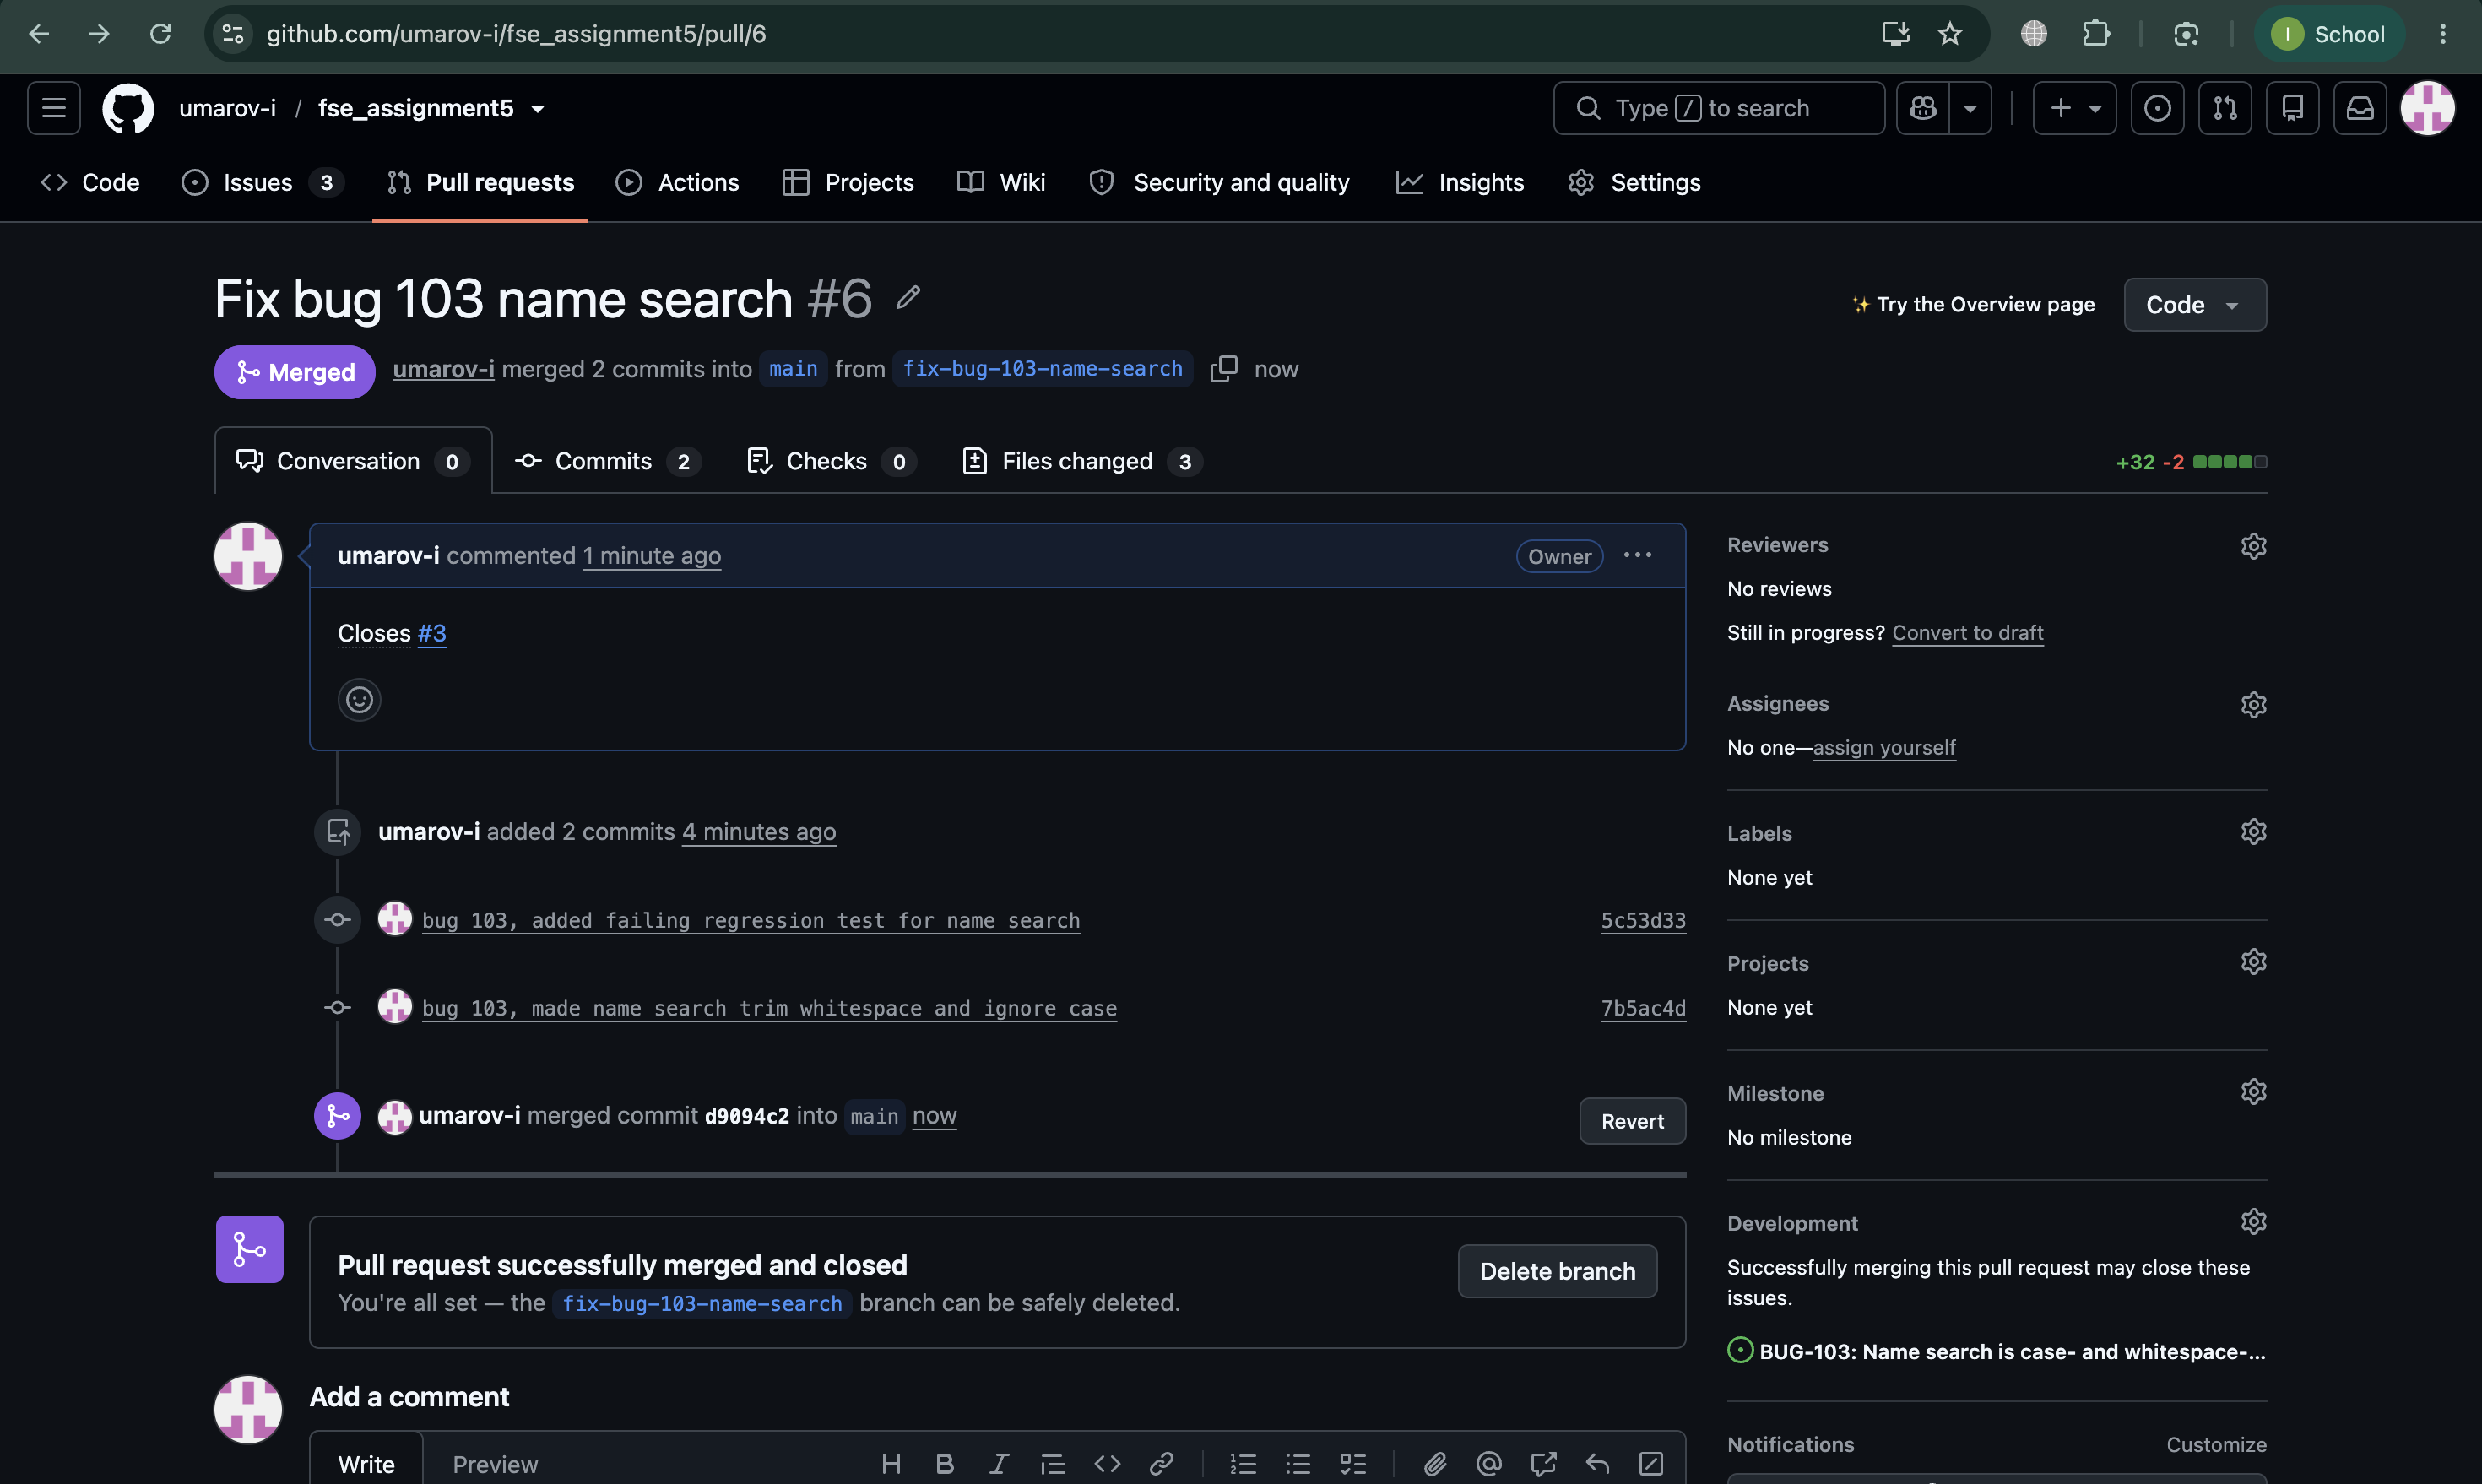 github.com/umarov-i/fse_assignment5/pull/6
I School
umarov-i / fse_assignment5
Type / to search
Code Issues 3 Pull requests Actions Projects Wiki Security and quality Insights Settings
Fix bug 103 name search #6
✨ Try the Overview page Code
Merged umarov-i merged 2 commits into main from fix-bug-103-name-search now
Conversation 0 Commits 2 Checks 0 Files changed 3 +32 -2
umarov-i commented 1 minute ago Owner
Closes #3
umarov-i added 2 commits 4 minutes ago
bug 103, added failing regression test for name search 5c53d33
bug 103, made name search trim whitespace and ignore case 7b5ac4d
umarov-i merged commit d9094c2 into main now Revert
Pull request successfully merged and closed
You're all set — the fix-bug-103-name-search branch can be safely deleted.
Delete branch
Add a comment
Write Preview H B I
Reviewers
No reviews
Still in progress? Convert to draft
Assignees
No one—assign yourself
Labels
None yet
Projects
None yet
Milestone
No milestone
Development
Successfully merging this pull request may close these
issues.
BUG-103: Name search is case- and whitespace-...
Notifications Customize